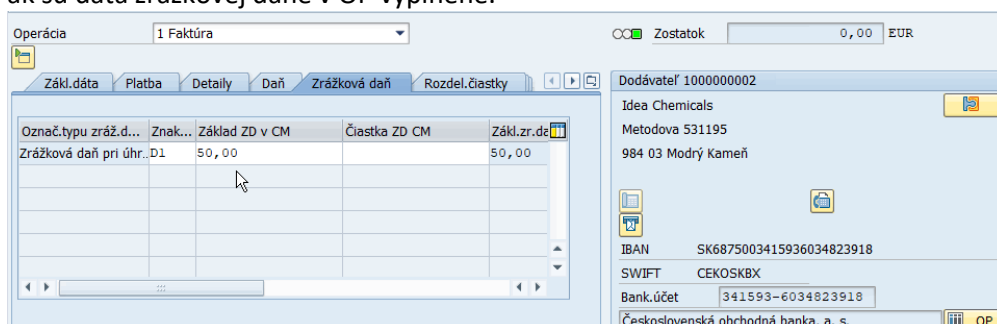 ak sú dáta zrážkovej dane v OP vyplnené.
Operácia 1 Faktúra Zostatok 0,00 EUR
Zákl.dáta Platba Detaily Daň Zrážková daň Rozdel.čiastky
Dodávateľ 1000000002
Idea Chemicals
Metodova 531195
984 03 Modrý Kameň
Označ.typu zráž.d... Znak... Základ ZD v CM Čiastka ZD CM Zákl.zr.da
Zrážková daň pri úhr.. D1 50,00 50,00
IBAN SK6875003415936034823918
SWIFT CEKOSKBX
Bank.účet 341593-6034823918
Československá obchodná banka, a. s. OP